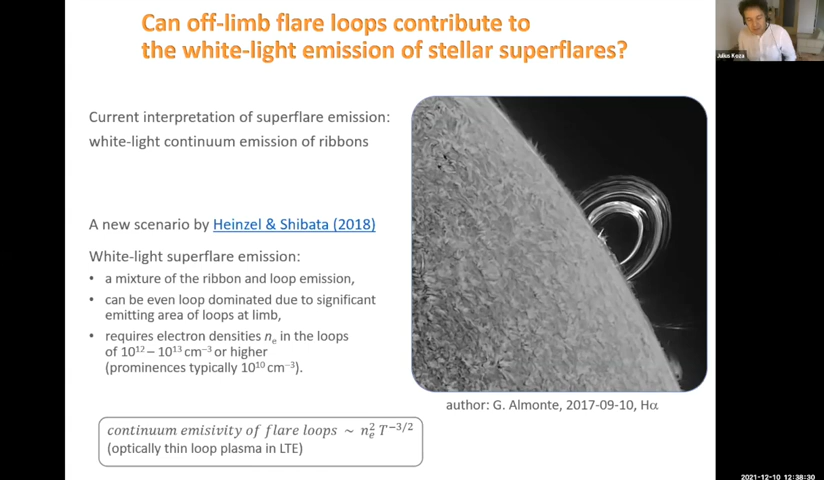 Can off-limb flare loops contribute to
the white-light emission of stellar superflares?
Julius Koza
Current interpretation of superflare emission:
white-light continuum emission of ribbons
A new scenario by Heinzel & Shibata (2018)
White-light superflare emission:
• a mixture of the ribbon and loop emission,
• can be even loop dominated due to significant
emitting area of loops at limb,
• requires electron densities nₑ in the loops
of 10¹² – 10¹³ cm⁻³ or higher
(prominences typically 10¹⁰ cm⁻³).
author: G. Almonte, 2017-09-10, Hα
continuum emisivity of flare loops ~ nₑ² T⁻³/²
(optically thin loop plasma in LTE)
2021-12-10 12:38:30